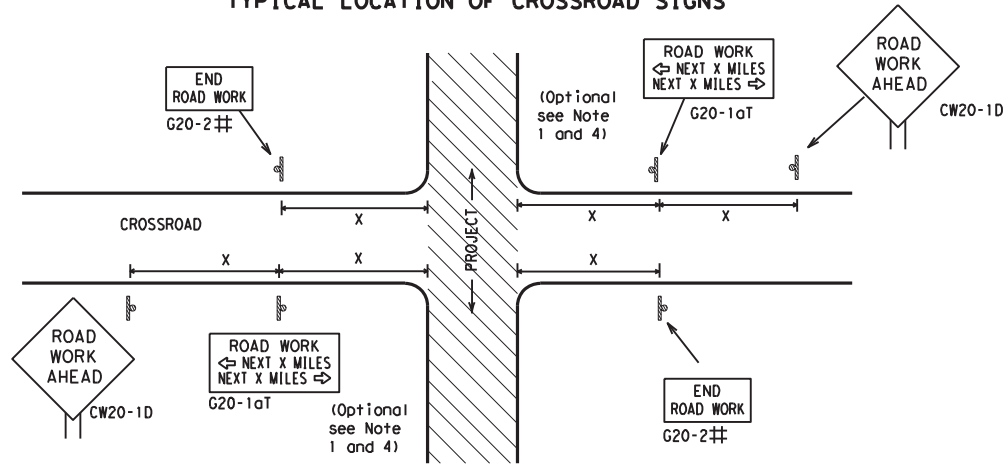 TYPICAL LOCATION OF CROSSROAD SIGNS
END
ROAD WORK
G20-2#
(Optional
see Note
1 and 4)
ROAD WORK
⇦ NEXT X MILES
NEXT X MILES ⇨
G20-1aT
ROAD
WORK
AHEAD
CW20-1D
X
X
X
CROSSROAD
PROJECT
X
X
X
ROAD
WORK
AHEAD
CW20-1D
ROAD WORK
⇦ NEXT X MILES
NEXT X MILES ⇨
G20-1aT
(Optional
see Note
1 and 4)
END
ROAD WORK
G20-2#